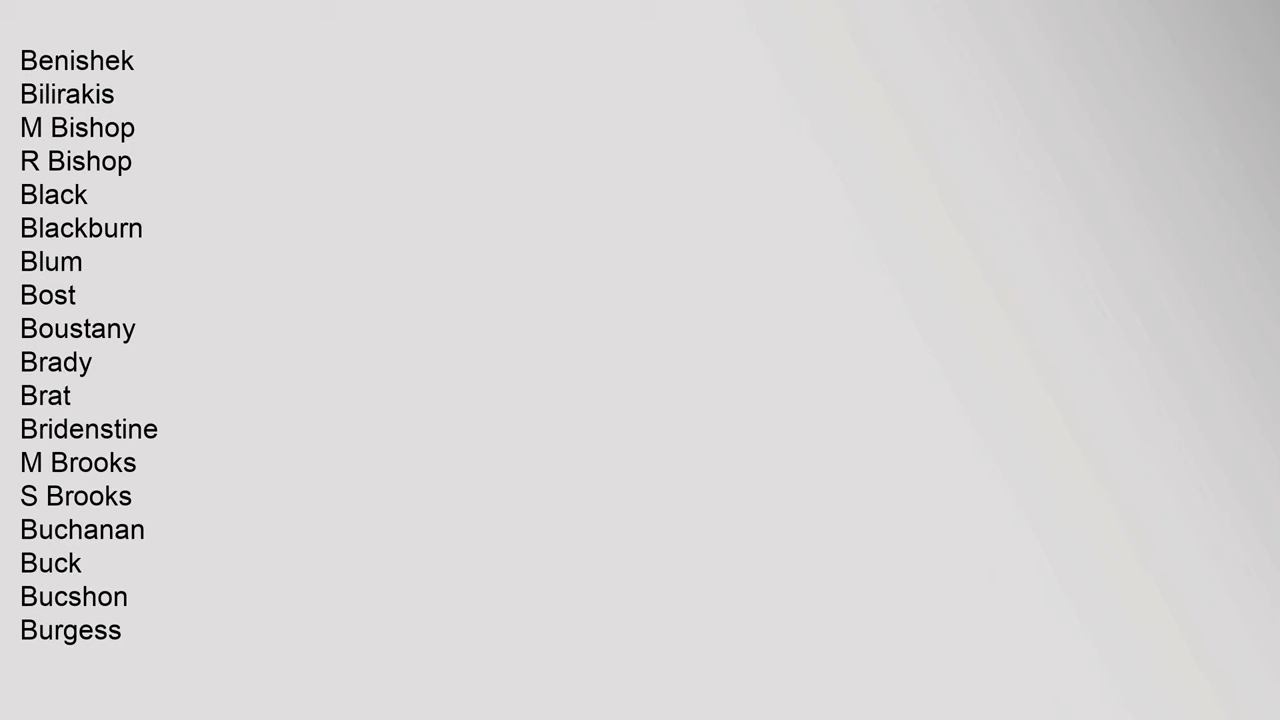 Benishek
Bilirakis
M Bishop
R Bishop
Black
Blackburn
Blum
Bost
Boustany
Brady
Brat
Bridenstine
M Brooks
S Brooks
Buchanan
Buck
Bucshon
Burgess